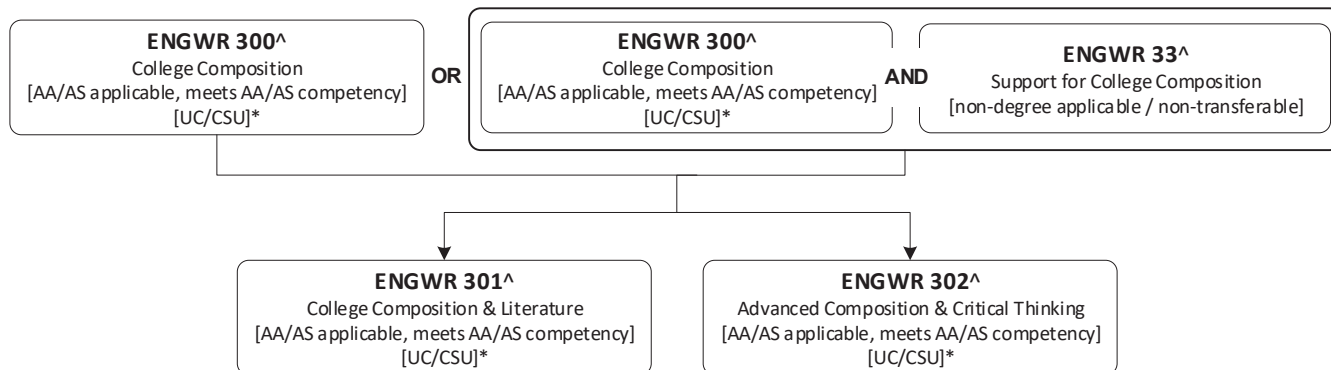 ENGWR 300^
College Composition
[AA/AS applicable, meets AA/AS competency]
[UC/CSU]*
OR
ENGWR 300^
College Composition
[AA/AS applicable, meets AA/AS competency]
[UC/CSU]*
AND
ENGWR 33^
Support for College Composition
[non-degree applicable / non-transferable]
ENGWR 301^
College Composition & Literature
[AA/AS applicable, meets AA/AS competency]
[UC/CSU]*
ENGWR 302^
Advanced Composition & Critical Thinking
[AA/AS applicable, meets AA/AS competency]
[UC/CSU]*